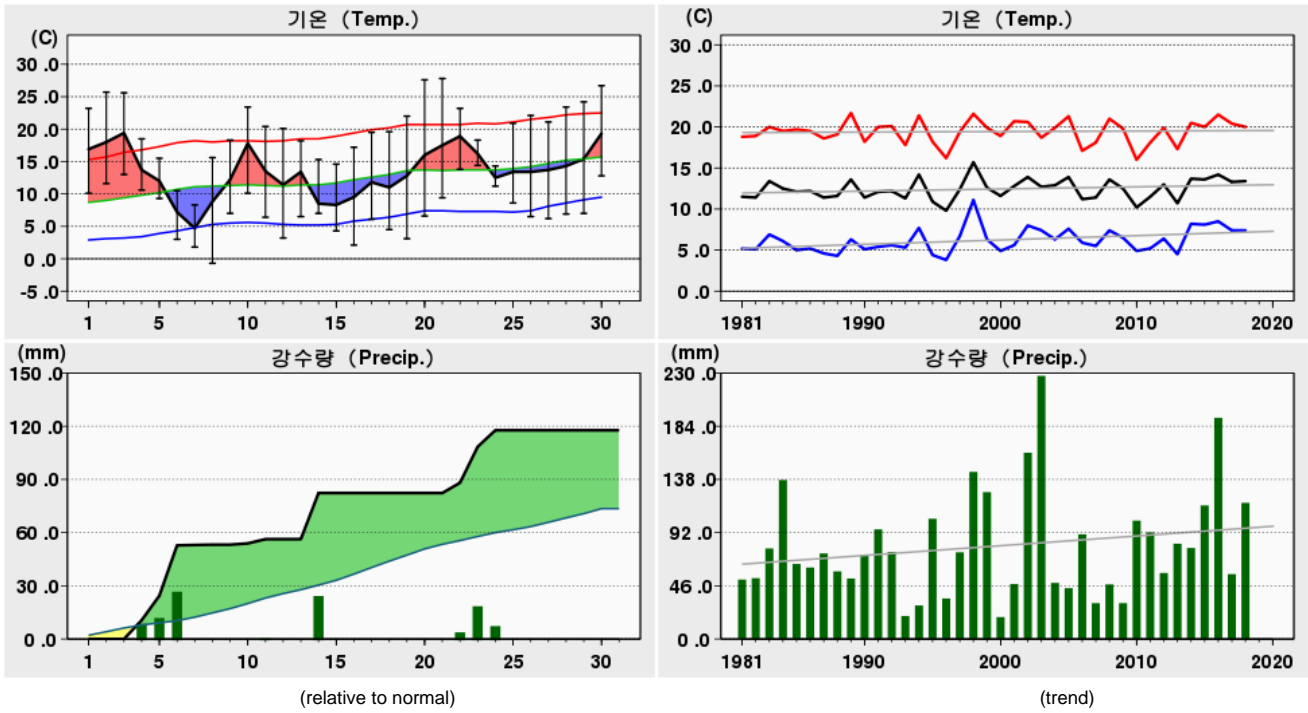 기온 (Temp.)
(C)
30 .0
25 .0
20 .0
15 .0
10 .0
5 .0
0 .0
-5 .0
1 5 10 15 20 25 30
기온 (Temp.)
(C)
30 .0
25 .0
20 .0
15 .0
10 .0
5 .0
0 .0
1981 1990 2000 2010 2020
강수량 (Precip.)
(mm)
150 .0
120 .0
90 .0
60 .0
30 .0
0 .0
1 5 10 15 20 25 30
(relative to normal)
강수량 (Precip.)
(mm)
230 .0
184 .0
138 .0
92 .0
46 .0
0 .0
1981 1990 2000 2010 2020
(trend)